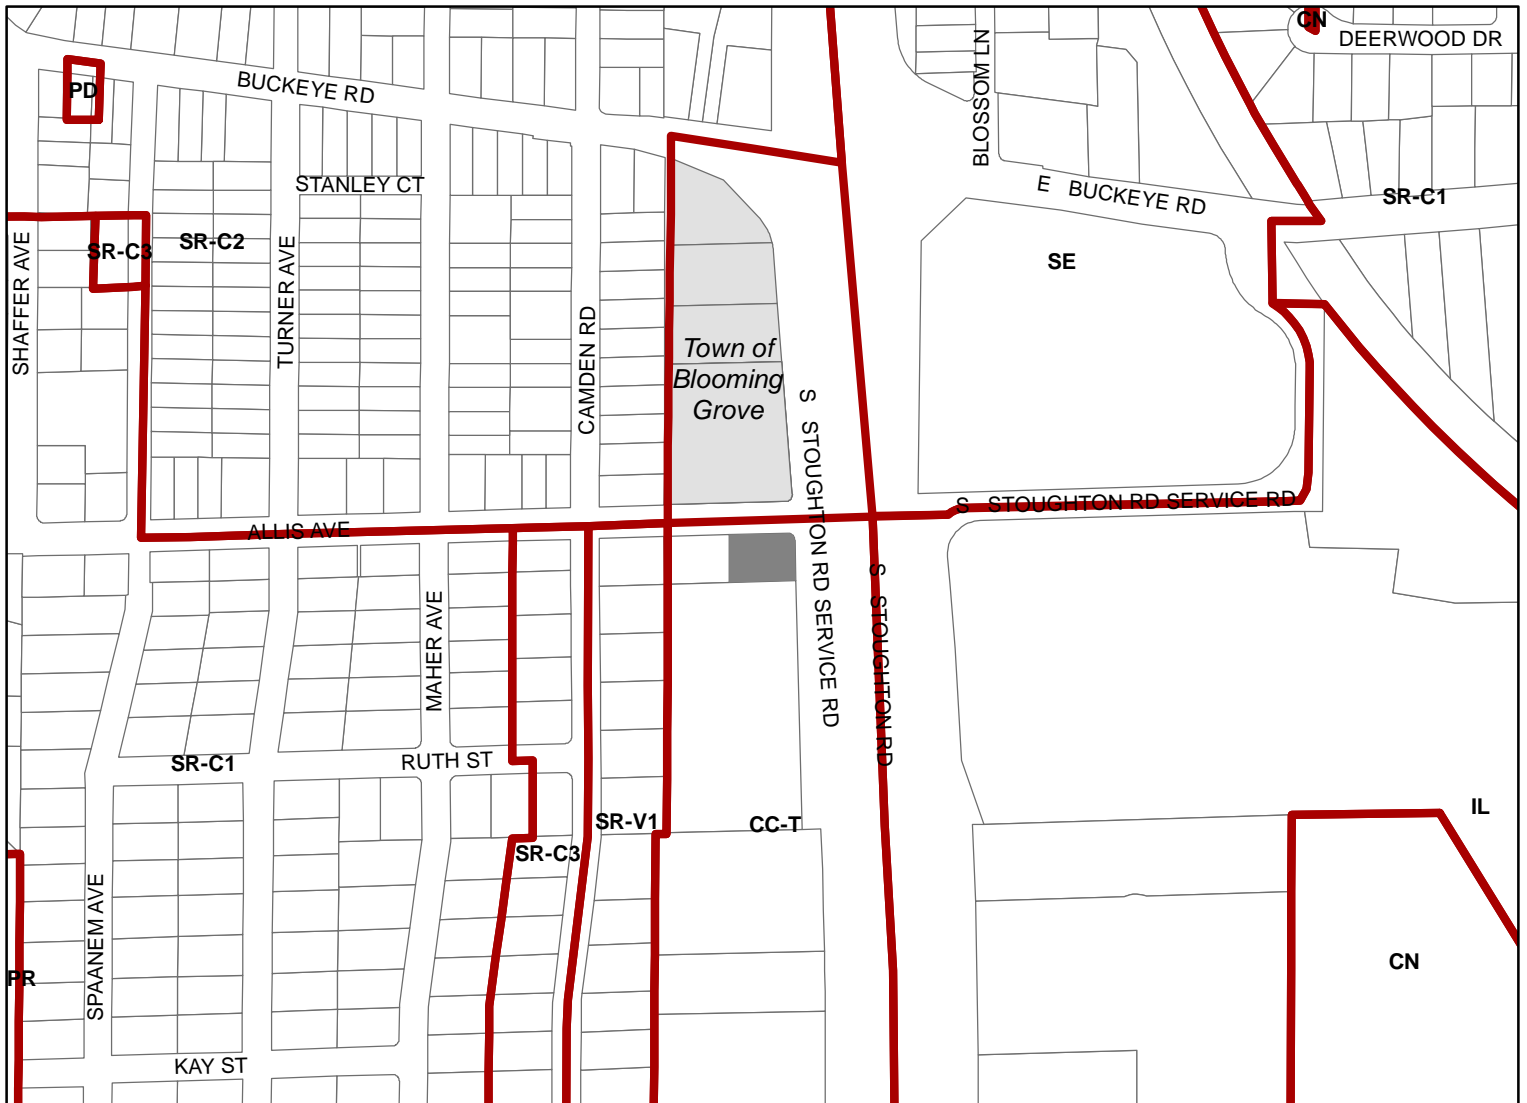 CN
DEERWOOD DR
BUCKEYE RD
PD
BLOSSOM LN
STANLEY CT
E BUCKEYE RD
SR-C1
SHAFFER AVE
SR-C3
SR-C2
TURNER AVE
SE
CAMDEN RD
Town of
Blooming
Grove
S STOUGHTON RD SERVICE RD
S STOUGHTON RD SERVICE RD
ALLIS AVE
S STOUGHTON RD
MAHER AVE
SR-C1
RUTH ST
SR-V1
CC-T
IL
SR-C3
SPAANEM AVE
PR
CN
KAY ST